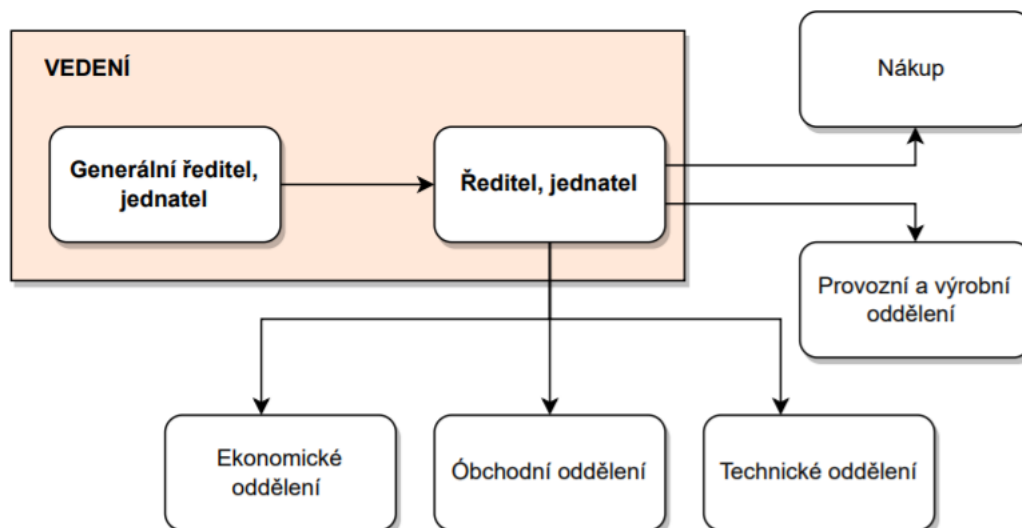 VEDENÍ
Nákup
Generální ředitel,
jednatel
Ředitel, jednatel
Provozní a výrobní
oddělení
Ekonomické
oddělení
Óbchodní oddělení
Technické oddělení